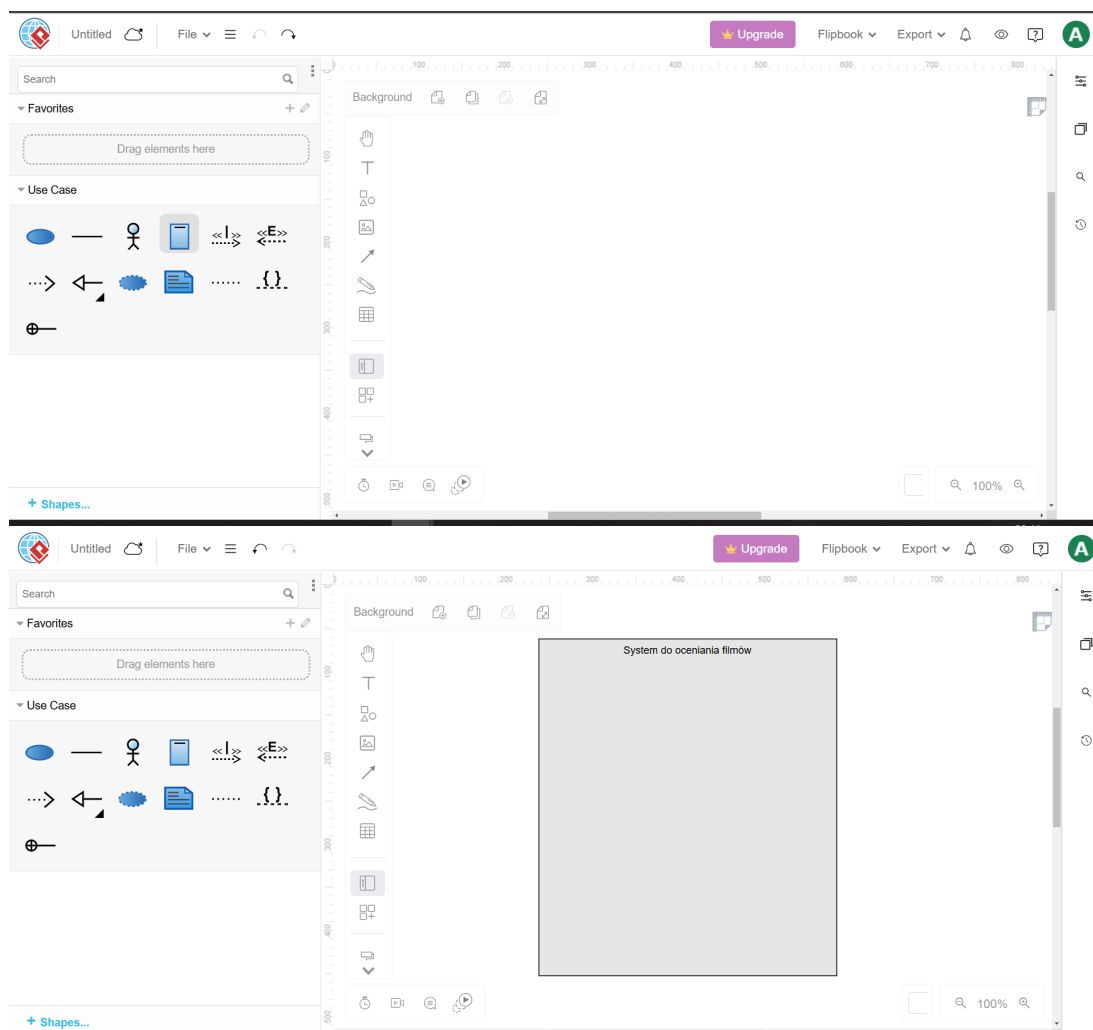 Untitled File Upgrade Flipbook Export ? A
Search
0 100 200 300 400 500 600 700 800
Favorites
Background
Drag elements here
100
T
Use Case
«I» «E»
200
{ }
300
400
100%
500
+ Shapes...
Untitled File Upgrade Flipbook Export ? A
Search
0 100 200 300 400 500 600 700 800
Favorites
Background
Drag elements here
System do oceniania filmów
100
T
Use Case
«I» «E»
200
{ }
300
400
100%
500
+ Shapes...